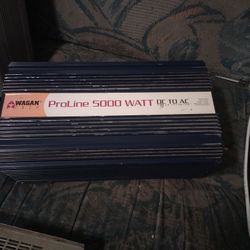 WAGAN
ProLine 5000 WATT DC TO AC